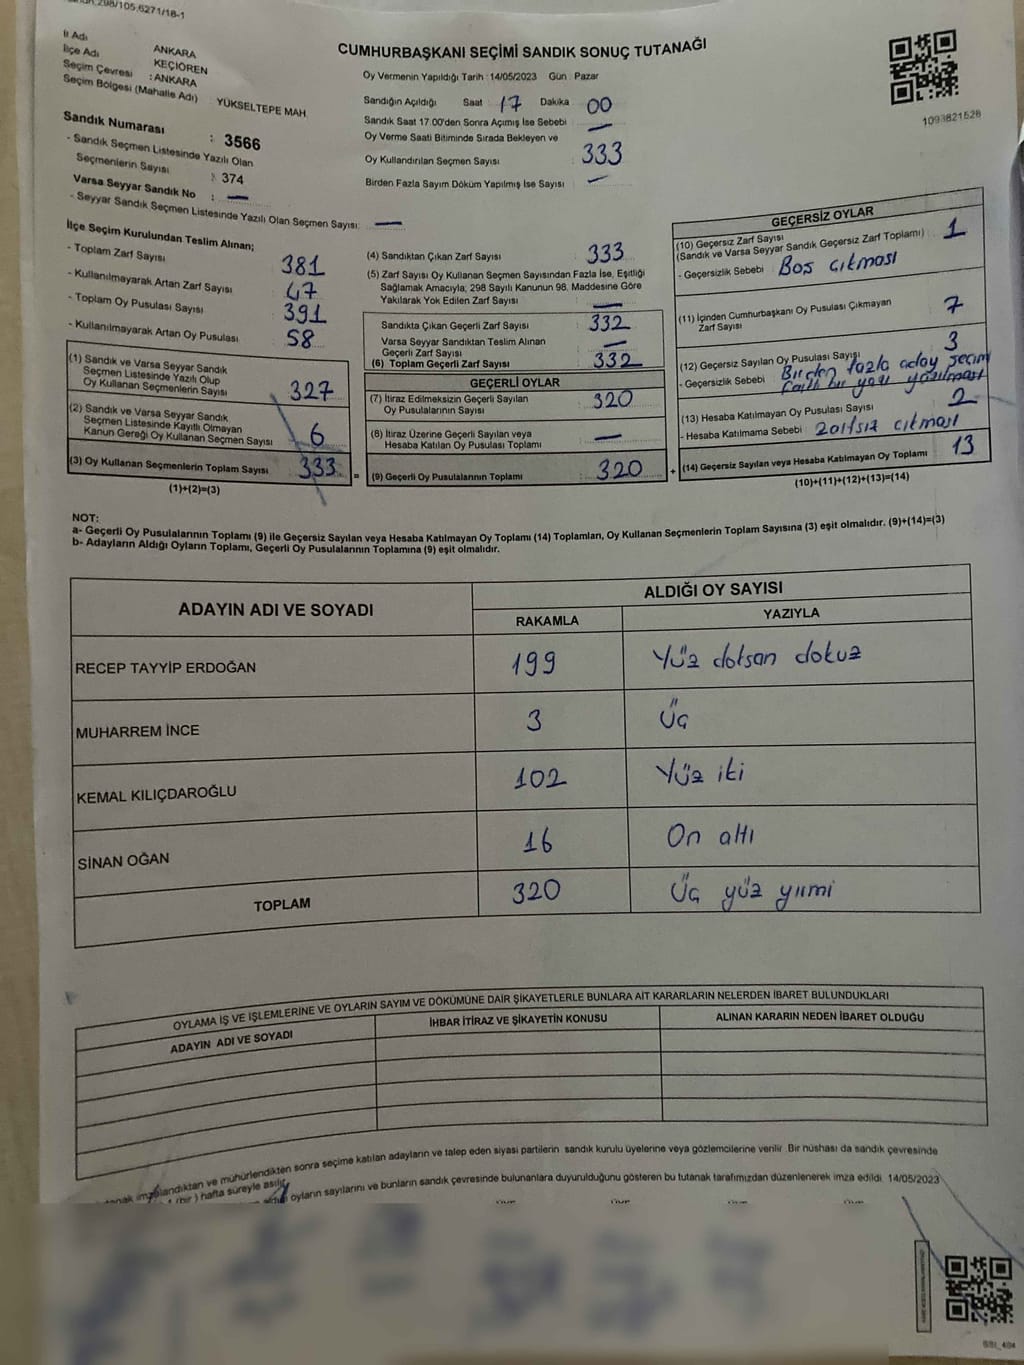 298/105.6271/18-1
CUMHURBAŞKANI SEÇİMİ SANDIK SONUÇ TUTANAĞI
İl Adı ANKARA
İlçe Adı KEÇİÖREN
Seçim Çevresi : ANKARA
Seçim Bölgesi (Mahalle Adı) : YÜKSELTEPE MAH.
Sandık Numarası : 3566
- Sandık Seçmen Listesinde Yazılı Olan
Seçmenlerin Sayısı : 374
Varsa Seyyar Sandık No : —
- Seyyar Sandık Seçmen Listesinde Yazılı Olan Seçmen Sayısı: —
Oy Vermenin Yapıldığı Tarih : 14/05/2023 Gün : Pazar
Sandığın Açıldığı Saat 17 Dakika 00
Sandık Saat 17.00'den Sonra Açımış İse Sebebi : —
Oy Verme Saati Bitiminde Sırada Bekleyen ve
Oy Kullandırılan Seçmen Sayısı : 333
Birden Fazla Sayım Döküm Yapılmış İse Sayısı : —
1093821528
İlçe Seçim Kurulundan Teslim Alınan;
- Toplam Zarf Sayısı 381
- Kullanılmayarak Artan Zarf Sayısı 47
- Toplam Oy Pusulası Sayısı 391
- Kullanılmayarak Artan Oy Pusulası 58
(1) Sandık ve Varsa Seyyar Sandık
Seçmen Listesinde Yazılı Olup
Oy Kullanan Seçmenlerin Sayısı 327
(2) Sandık ve Varsa Seyyar Sandık
Seçmen Listesinde Kayıtlı Olmayan
Kanun Gereği Oy Kullanan Seçmen Sayısı 6
(3) Oy Kullanan Seçmenlerin Toplam Sayısı 333 =
(1)+(2)=(3)
(4) Sandıktan Çıkan Zarf Sayısı : 333
(5) Zarf Sayısı Oy Kullanan Seçmen Sayısından Fazla İse, Eşitliği
Sağlamak Amacıyla; 298 Sayılı Kanunun 98. Maddesine Göre
Yakılarak Yok Edilen Zarf Sayısı : —
Sandıkta Çıkan Geçerli Zarf Sayısı : 332
Varsa Seyyar Sandıktan Teslim Alınan
Geçerli Zarf Sayısı : —
(6) Toplam Geçerli Zarf Sayısı : 332
GEÇERLİ OYLAR
(7) İtiraz Edilmeksizin Geçerli Sayılan
Oy Pusulalarının Sayısı : 320
(8) İtiraz Üzerine Geçerli Sayılan veya
Hesaba Katılan Oy Pusulası Toplamı : —
(9) Geçerli Oy Pusulalarının Toplamı : 320 +
GEÇERSİZ OYLAR
(10) Geçersiz Zarf Sayısı
(Sandık ve Varsa Seyyar Sandık Geçersiz Zarf Toplamı) : 1
- Geçersizlik Sebebi : Boş çıkması
(11) İçinden Cumhurbaşkanı Oy Pusulası Çıkmayan
Zarf Sayısı : 7
(12) Geçersiz Sayılan Oy Pusulası Sayısı : 3
- Geçersizlik Sebebi : Birden fazla aday seçim
bir yazı yazılması
(13) Hesaba Katılmayan Oy Pusulası Sayısı : 2
- Hesaba Katılmama Sebebi : zarfsız çıkması
(14) Geçersiz Sayılan veya Hesaba Katılmayan Oy Toplamı 13
(10)+(11)+(12)+(13)=(14)
NOT:
a- Geçerli Oy Pusulalarının Toplamı (9) ile Geçersiz Sayılan veya Hesaba Katılmayan Oy Toplamı (14) Toplamları, Oy Kullanan Seçmenlerin Toplam Sayısına (3) eşit olmalıdır. (9)+(14)=(3)
b- Adayların Aldığı Oyların Toplamı, Geçerli Oy Pusulalarının Toplamına (9) eşit olmalıdır.
ADAYIN ADI VE SOYADI ALDIĞI OY SAYISI
RAKAMLA YAZIYLA
RECEP TAYYİP ERDOĞAN 199 Yüz doksan dokuz
MUHARREM İNCE 3 Üç
KEMAL KILIÇDAROĞLU 102 Yüz iki
SİNAN OĞAN 16 On altı
TOPLAM 320 Üç yüz yirmi
OYLAMA İŞ VE İŞLEMLERİNE VE OYLARIN SAYIM VE DÖKÜMÜNE DAİR ŞİKAYETLERLE BUNLARA AİT KARARLARIN NELERDEN İBARET BULUNDUKLARI
ADAYIN ADI VE SOYADI İHBAR İTİRAZ VE ŞİKAYETİN KONUSU ALINAN KARARIN NEDEN İBARET OLDUĞU
imzalandıktan ve mühürlendikten sonra seçime katılan adayların ve talep eden siyasi partilerin sandık kurulu üyelerine veya gözlemcilerine verilir. Bir nüshası da sandık çevresinde
(bir) hafta süreyle asılır.
oyların sayılarını ve bunların sandık çevresinde bulunanlara duyurulduğunu gösteren bu tutanak tarafımızdan düzenlenerek imza edildi. 14/05/2023